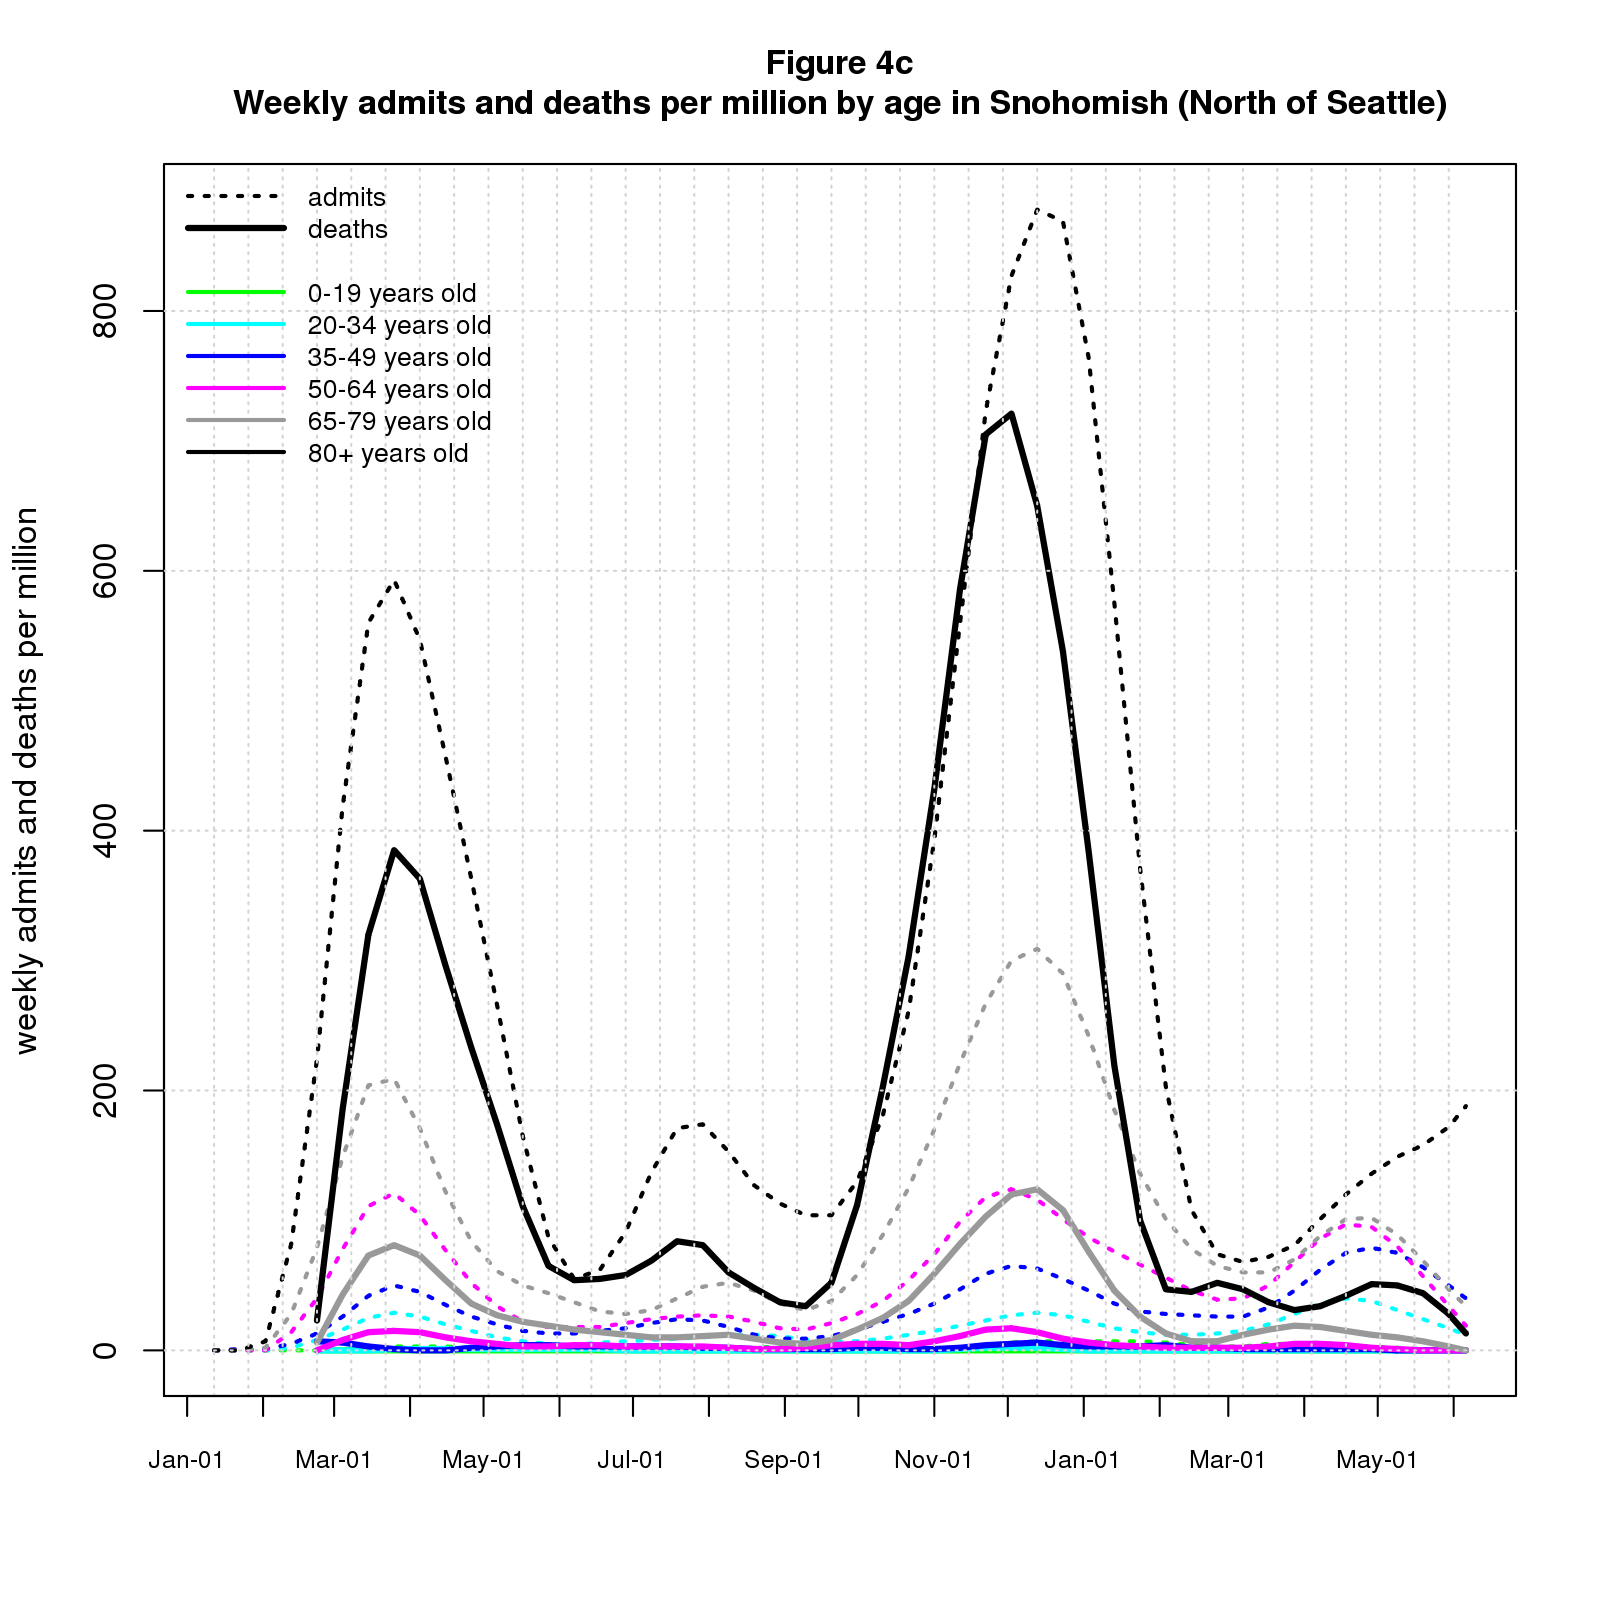 Figure 4c
Weekly admits and deaths per million by age in Snohomish (North of Seattle)
admits
deaths
0-19 years old
20-34 years old
35-49 years old
50-64 years old
65-79 years old
80+ years old
weekly admits and deaths per million
800
600
400
200
0
Jan-01 Mar-01 May-01 Jul-01 Sep-01 Nov-01 Jan-01 Mar-01 May-01